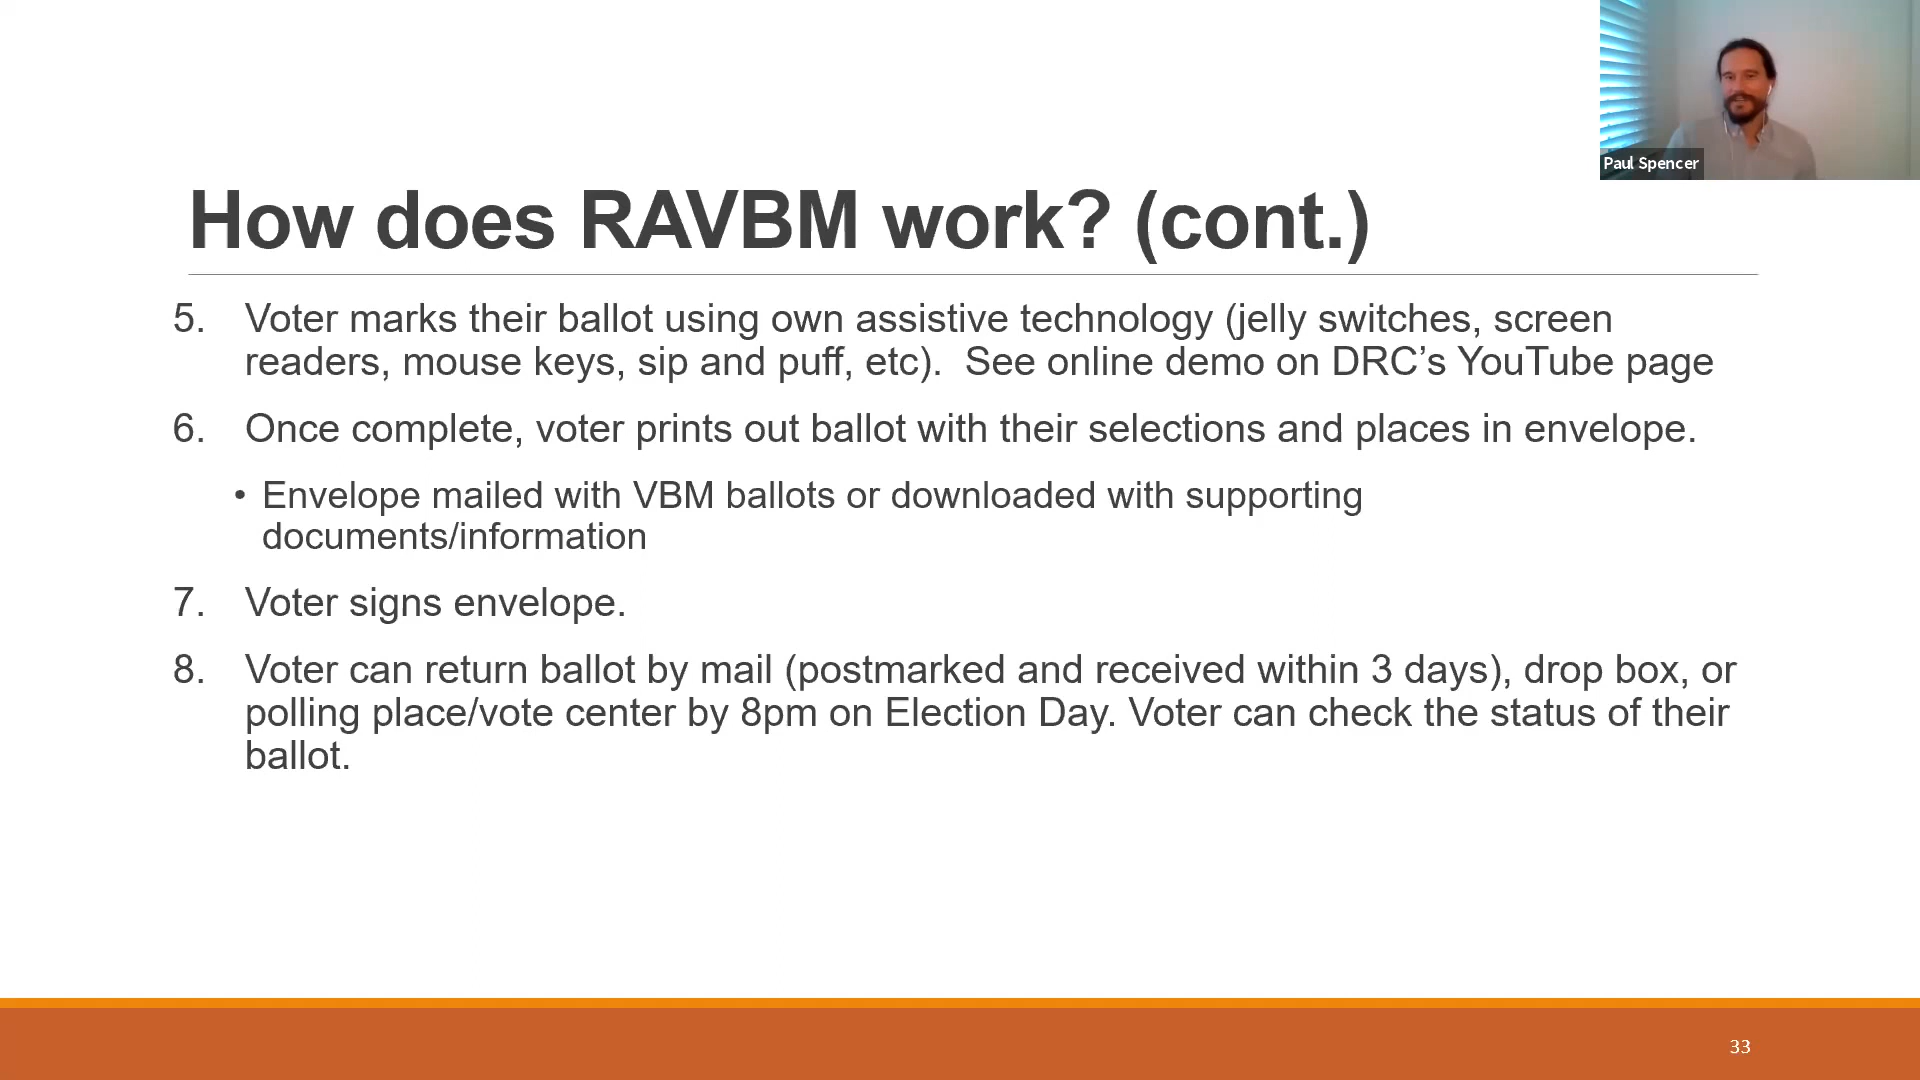 Paul Spencer
How does RAVBM work? (cont.)
5. Voter marks their ballot using own assistive technology (jelly switches, screen
readers, mouse keys, sip and puff, etc).  See online demo on DRC’s YouTube page
6. Once complete, voter prints out ballot with their selections and places in envelope.
• Envelope mailed with VBM ballots or downloaded with supporting
documents/information
7. Voter signs envelope.
8. Voter can return ballot by mail (postmarked and received within 3 days), drop box, or
polling place/vote center by 8pm on Election Day. Voter can check the status of their
ballot.
33